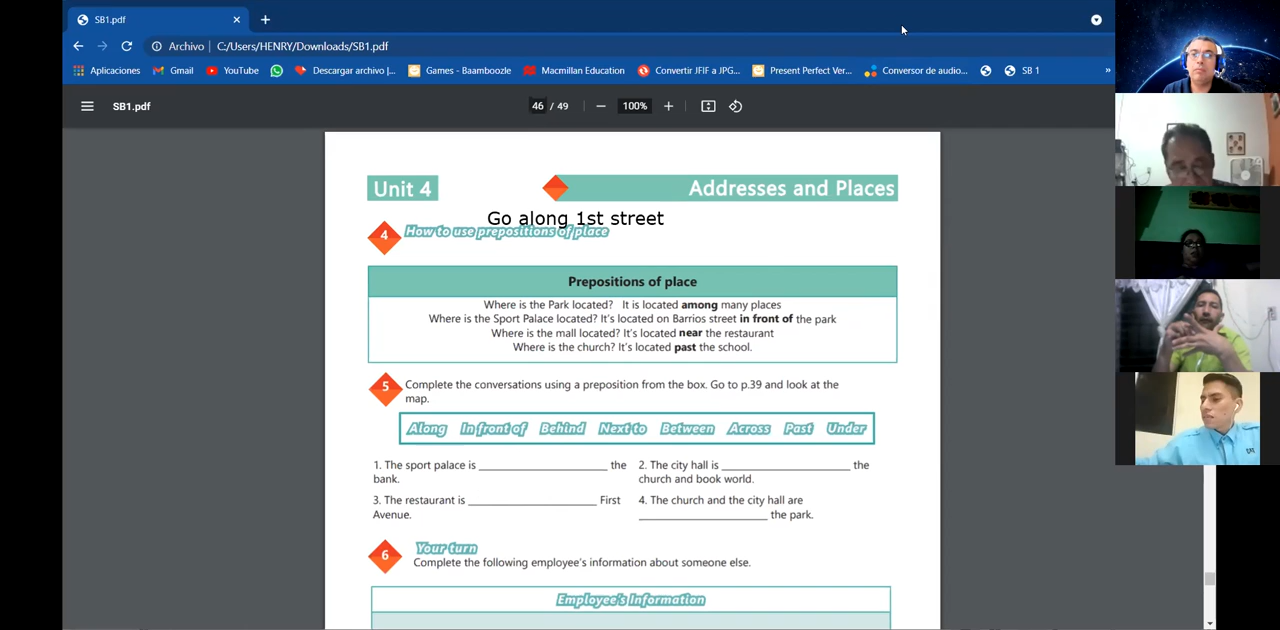 SB1.pdf
Archivo C:/Users/HENRY/Downloads/SB1.pdf
Aplicaciones Gmail YouTube Descargar archivo |... Games - Baamboozle Macmillan Education Convertir JFIF a JPG... Present Perfect Ver... Conversor de audio... SB 1 »
SB1.pdf 46 / 49 100%
Unit 4 Addresses and Places
Go along 1st street
4 How to use prepositions of place
Prepositions of place
Where is the Park located? It is located among many places
Where is the Sport Palace located? It's located on Barrios street in front of the park
Where is the mall located? It's located near the restaurant
Where is the church? It's located past the school.
5 Complete the conversations using a preposition from the box. Go to p.39 and look at the
map.
Along In front of Behind Next to Between Across Past Under
1. The sport palace is ____________________ the
bank.
2. The city hall is ____________________ the
church and book world.
3. The restaurant is ____________________ First
Avenue.
4. The church and the city hall are
____________________ the park.
6 Your turn
Complete the following employee's information about someone else.
Employee's Information